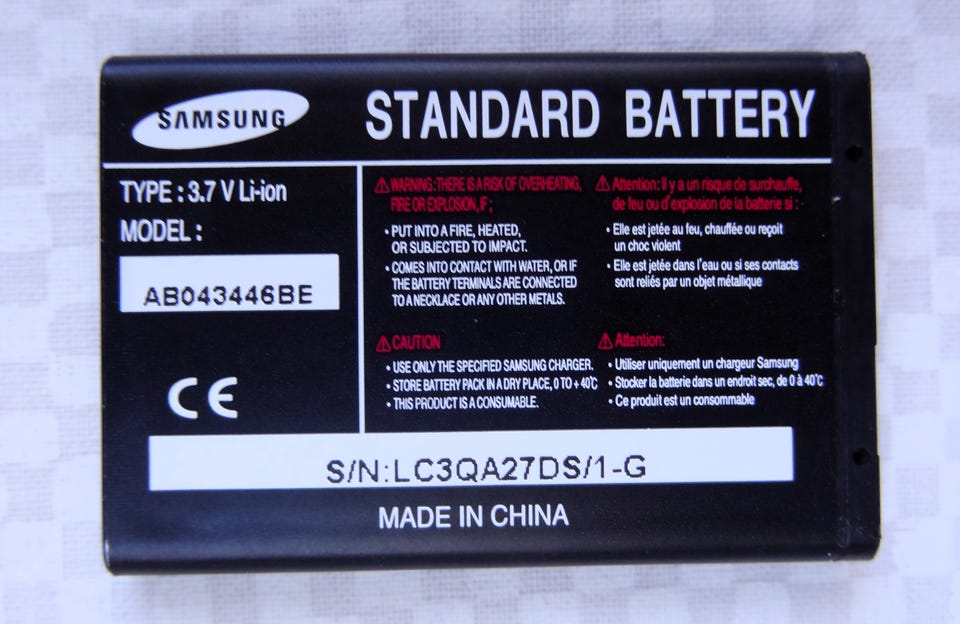 SAMSUNG
STANDARD BATTERY
TYPE : 3.7 V Li-ion
MODEL :
AB043446BE
WARNING : THERE IS A RISK OF OVERHEATING,
FIRE OR EXPLOSION, IF ;
• PUT INTO A FIRE, HEATED,
OR SUBJECTED TO IMPACT.
• COMES INTO CONTACT WITH WATER, OR IF
THE BATTERY TERMINALS ARE CONNECTED
TO A NECKLACE OR ANY OTHER METALS.
CAUTION
• USE ONLY THE SPECIFIED SAMSUNG CHARGER.
• STORE BATTERY PACK IN A DRY PLACE, 0 TO + 40℃
• THIS PRODUCT IS A CONSUMABLE.
Attention: Il y a un risque de surchauffe,
de feu ou d'explosion de la batterie si :
• Elle est jetée au feu, chauffée ou reçoit
un choc violent
• Elle est jetée dans l'eau ou si ses contacts
sont reliés par un objet métallique
Attention:
• Utiliser uniquement un chargeur Samsung
• Stocker la batterie dans un endroit sec, de 0 à 40℃
• Ce produit est un consommable
CE
S/N:LC3QA27DS/1-G
MADE IN CHINA